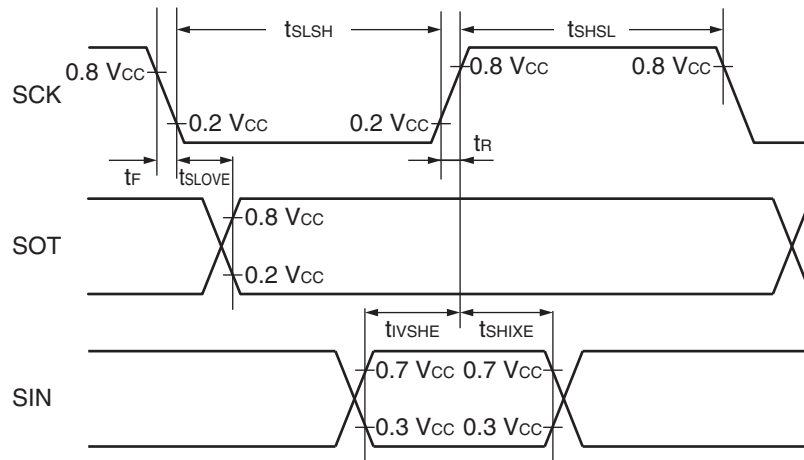 tSLSH tSHSL
0.8 VCC 0.8 VCC 0.8 VCC
SCK
0.2 VCC 0.2 VCC
tF tSLOVE tR
0.8 VCC
SOT
0.2 VCC
tIVSHE tSHIXE
0.7 VCC 0.7 VCC
SIN
0.3 VCC 0.3 VCC